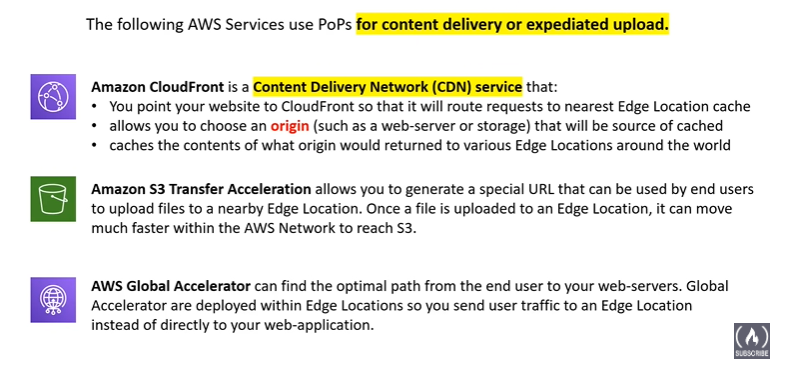 The following AWS Services use PoPs for content delivery or expediated upload.
Amazon CloudFront is a Content Delivery Network (CDN) service that:
• You point your website to CloudFront so that it will route requests to nearest Edge Location cache
• allows you to choose an origin (such as a web-server or storage) that will be source of cached
• caches the contents of what origin would returned to various Edge Locations around the world
Amazon S3 Transfer Acceleration allows you to generate a special URL that can be used by end users
to upload files to a nearby Edge Location. Once a file is uploaded to an Edge Location, it can move
much faster within the AWS Network to reach S3.
AWS Global Accelerator can find the optimal path from the end user to your web-servers. Global
Accelerator are deployed within Edge Locations so you send user traffic to an Edge Location
instead of directly to your web-application.
SUBSCRIBE